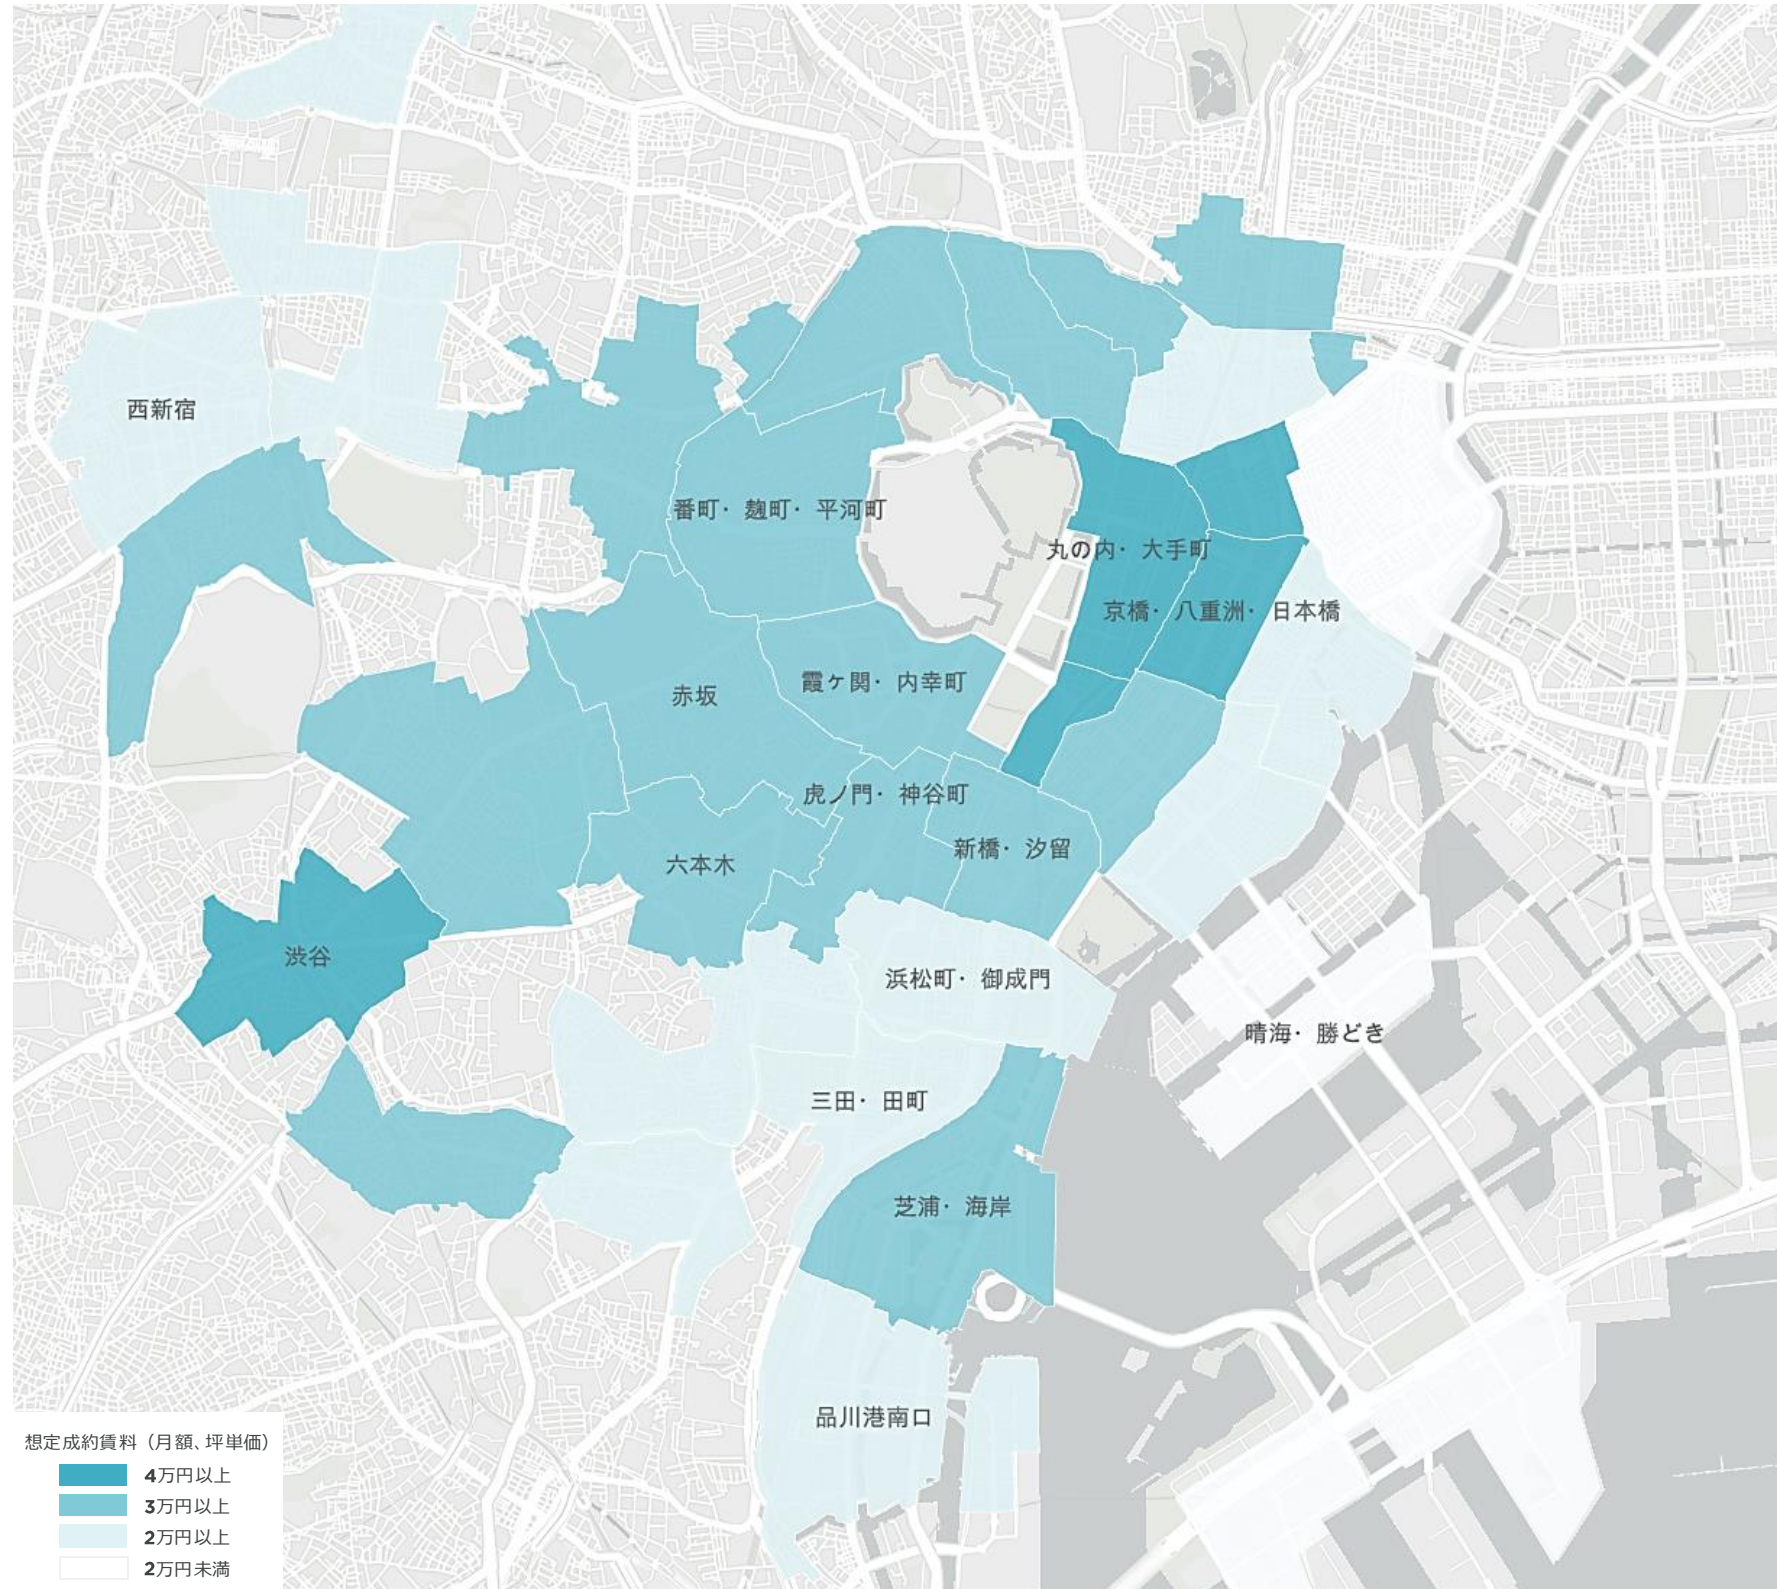 西新宿
番町・麹町・平河町
丸の内・大手町
京橋・八重洲・日本橋
霞ケ関・内幸町
赤坂
虎ノ門・神谷町
新橋・汐留
六本木
渋谷
浜松町・御成門
晴海・勝どき
三田・田町
芝浦・海岸
品川港南口
想定成約賃料（月額、坪単価）
4万円以上
3万円以上
2万円以上
2万円未満